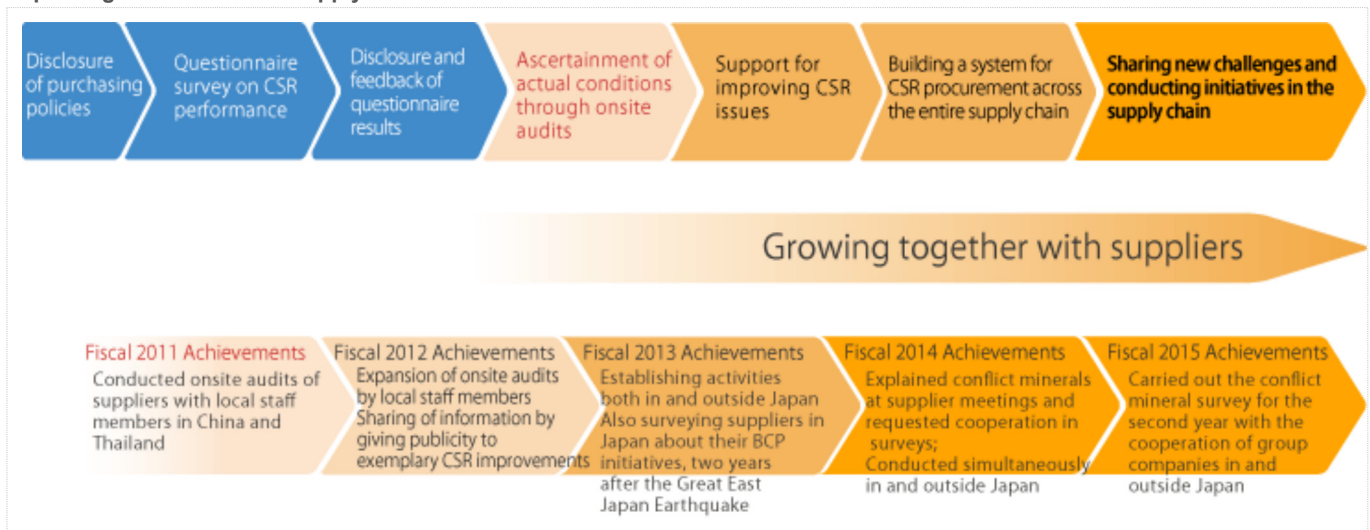 Disclosure
of purchasing
policies
Questionnaire
survey on CSR
performance
Disclosure and
feedback of
questionnaire
results
Ascertainment of
actual conditions
through onsite
audits
Support for
improving CSR
issues
Building a system for
CSR procurement across
the entire supply chain
Sharing new challenges and
conducting initiatives in the
supply chain
Growing together with suppliers
Fiscal 2011 Achievements
Conducted onsite audits of
suppliers with local staff
members in China and
Thailand
Fiscal 2012 Achievements
Expansion of onsite audits
by local staff members
Sharing of information by
giving publicity to
exemplary CSR improvements
Fiscal 2013 Achievements
Establishing activities
both in and outside Japan
Also surveying suppliers in
Japan about their BCP
initiatives, two years
after the Great East
Japan Earthquake
Fiscal 2014 Achievements
Explained conflict minerals
at supplier meetings and
requested cooperation in
surveys;
Conducted simultaneously
in and outside Japan
Fiscal 2015 Achievements
Carried out the conflict
mineral survey for the
second year with the
cooperation of group
companies in and
outside Japan